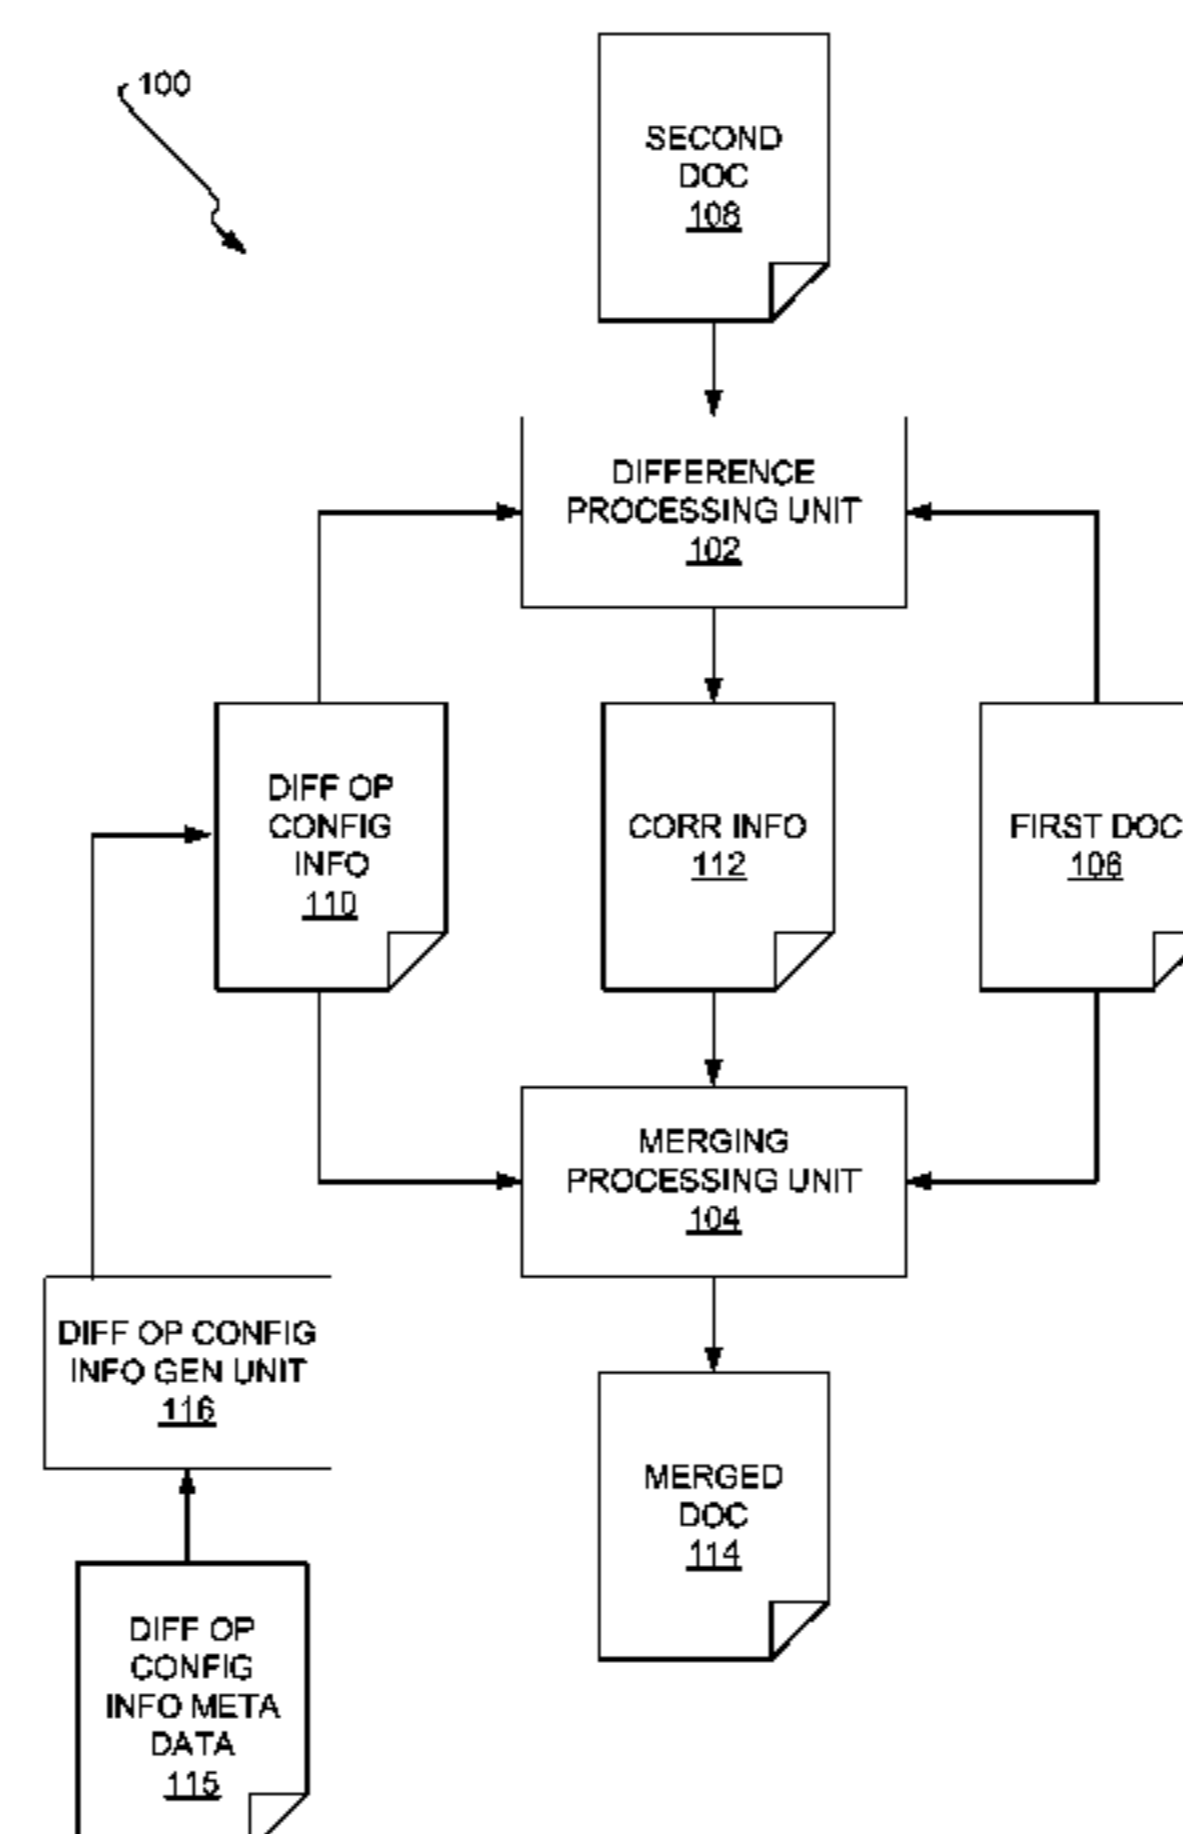 100
SECOND
DOC
108
DIFFERENCE
PROCESSING UNIT
102
DIFF OP
CONFIG
INFO
110
CORR INFO
112
FIRST DOC
106
MERGING
PROCESSING UNIT
104
DIFF OP CONFIG
INFO GEN UNIT
116
MERGED
DOC
114
DIFF OP
CONFIG
INFO META
DATA
115